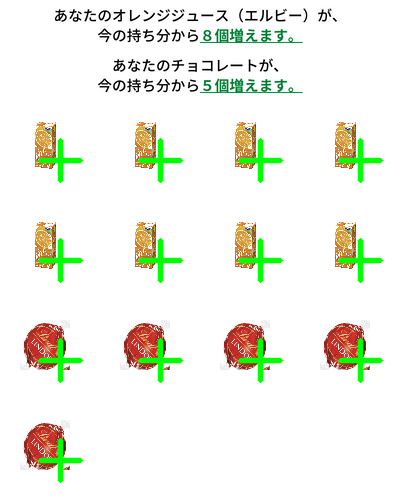 あなたのオレンジジュース（エルビー）が、
今の持ち分から８個増えます。
あなたのチョコレートが、
今の持ち分から５個増えます。